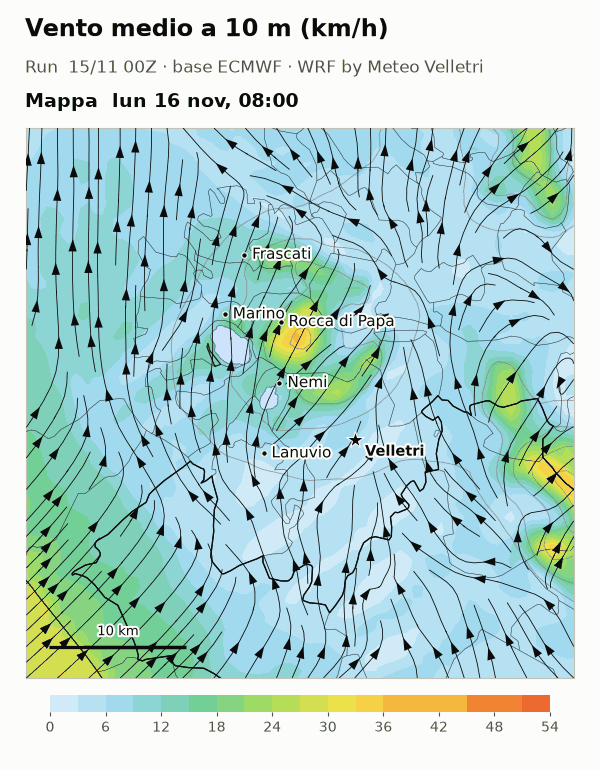 Vento medio a 10 m (km/h)
Run  15/11 00Z · base ECMWF · WRF by Meteo Velletri
Mappa  lun 16 nov, 08:00
Frascati
Marino
Rocca di Papa
Nemi
Velletri
Lanuvio
10 km
0 6 12 18 24 30 36 42 48 54